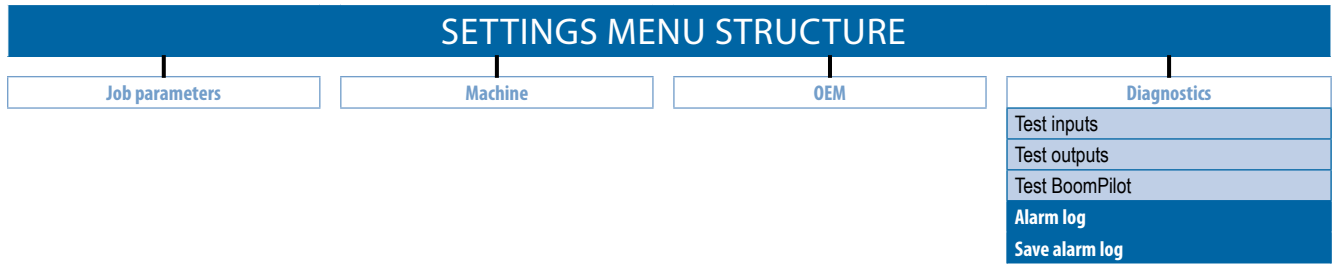 SETTINGS MENU STRUCTURE
Job parameters
Machine
OEM
Diagnostics
Test inputs
Test outputs
Test BoomPilot
Alarm log
Save alarm log